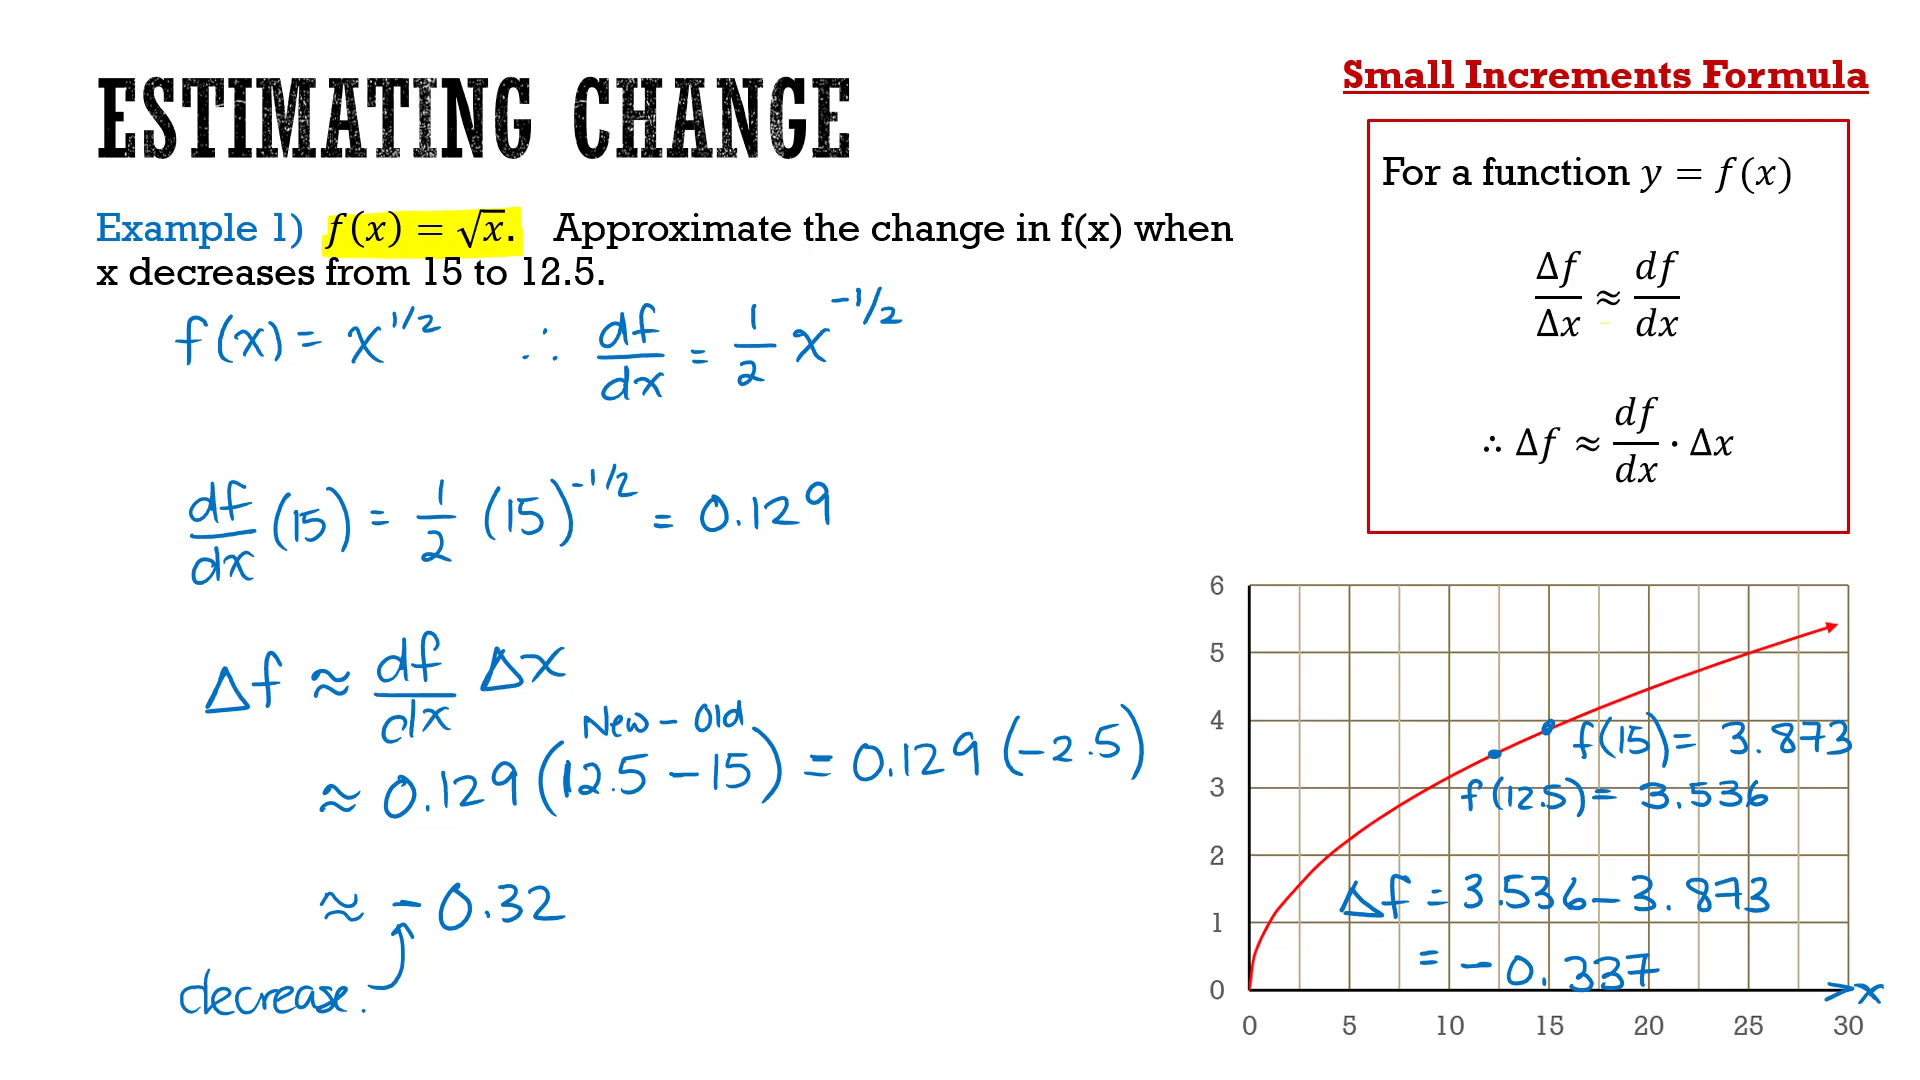 ESTIMATING CHANGE
Example 1) f(x) = √x. Approximate the change in f(x) when
x decreases from 15 to 12.5.
f(x) = x^1/2 ∴ df/dx = 1/2 x^-1/2
df/dx (15) = 1/2 (15)^-1/2 = 0.129
Δf ≈ df/dx Δx
New - Old
≈ 0.129 (12.5 - 15) = 0.129 (-2.5)
≈ -0.32
decrease.
Small Increments Formula
For a function y = f(x)
Δf/Δx ≈ df/dx
∴ Δf ≈ df/dx · Δx
6
5
4
3
2
1
0
f(15) = 3.873
f(12.5) = 3.536
Δf = 3.536 - 3.873
= -0.337
x
0 5 10 15 20 25 30